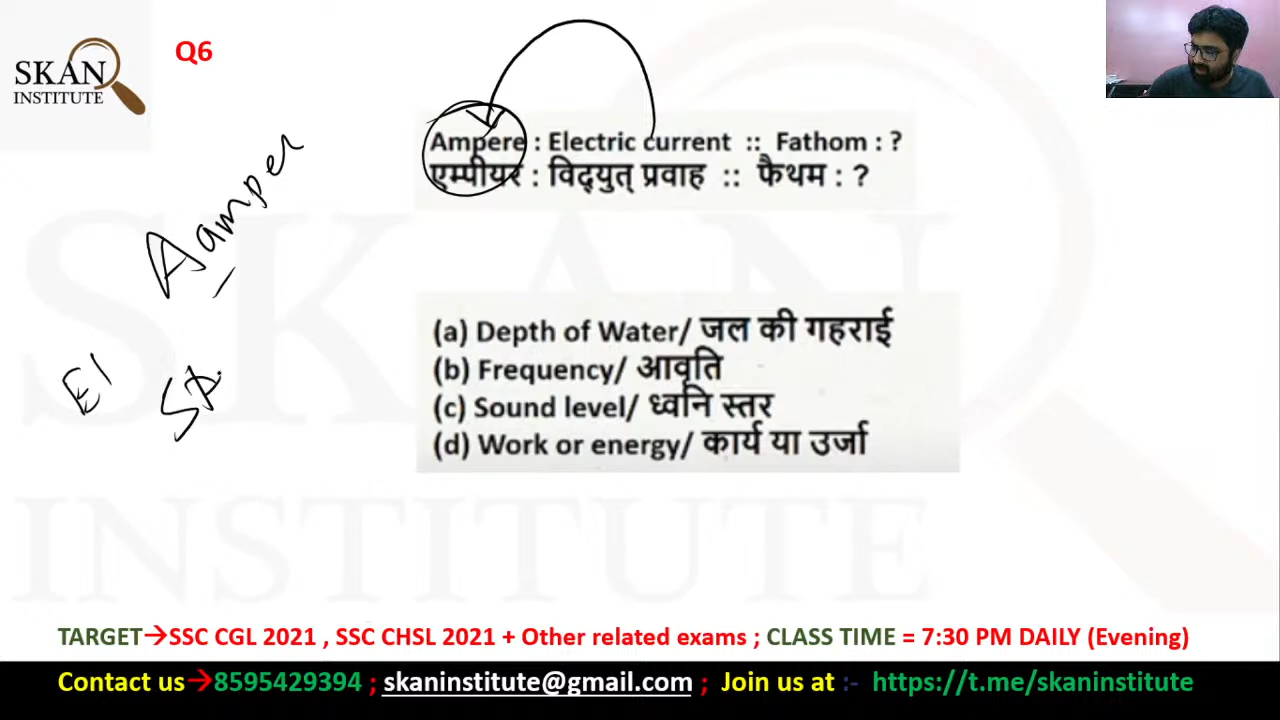 SKAN
INSTITUTE
Q6
Ampere : Electric current :: Fathom : ?
एम्पीयर : विद्युत् प्रवाह :: फैथम : ?
Aamper
(a) Depth of Water/ जल की गहराई
(b) Frequency/ आवृति
(c) Sound level/ ध्वनि स्तर
(d) Work or energy/ कार्य या उर्जा
SKAN
INSTITUTE
TARGET→SSC CGL 2021 , SSC CHSL 2021 + Other related exams ; CLASS TIME = 7:30 PM DAILY (Evening)
Contact us→8595429394 ; skaninstitute@gmail.com ; Join us at :- https://t.me/skaninstitute